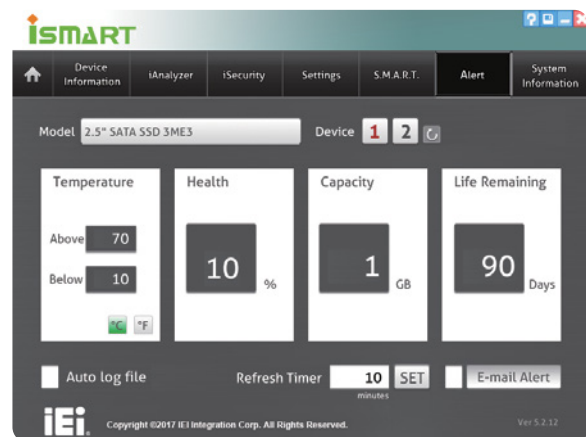 iSMART
Device Information iAnalyzer iSecurity Settings S.M.A.R.T. Alert System Information
Model 2.5" SATA SSD 3ME3 Device 1 2
Temperature Health Capacity Life Remaining
Above 70
Below 10
10 % 1 GB 90 Days
°C °F
Auto log file Refresh Timer 10 SET E-mail Alert
minutes
iEi Copyright ©2017 IEI Integration Corp. All Rights Reserved. Ver 5.2.12